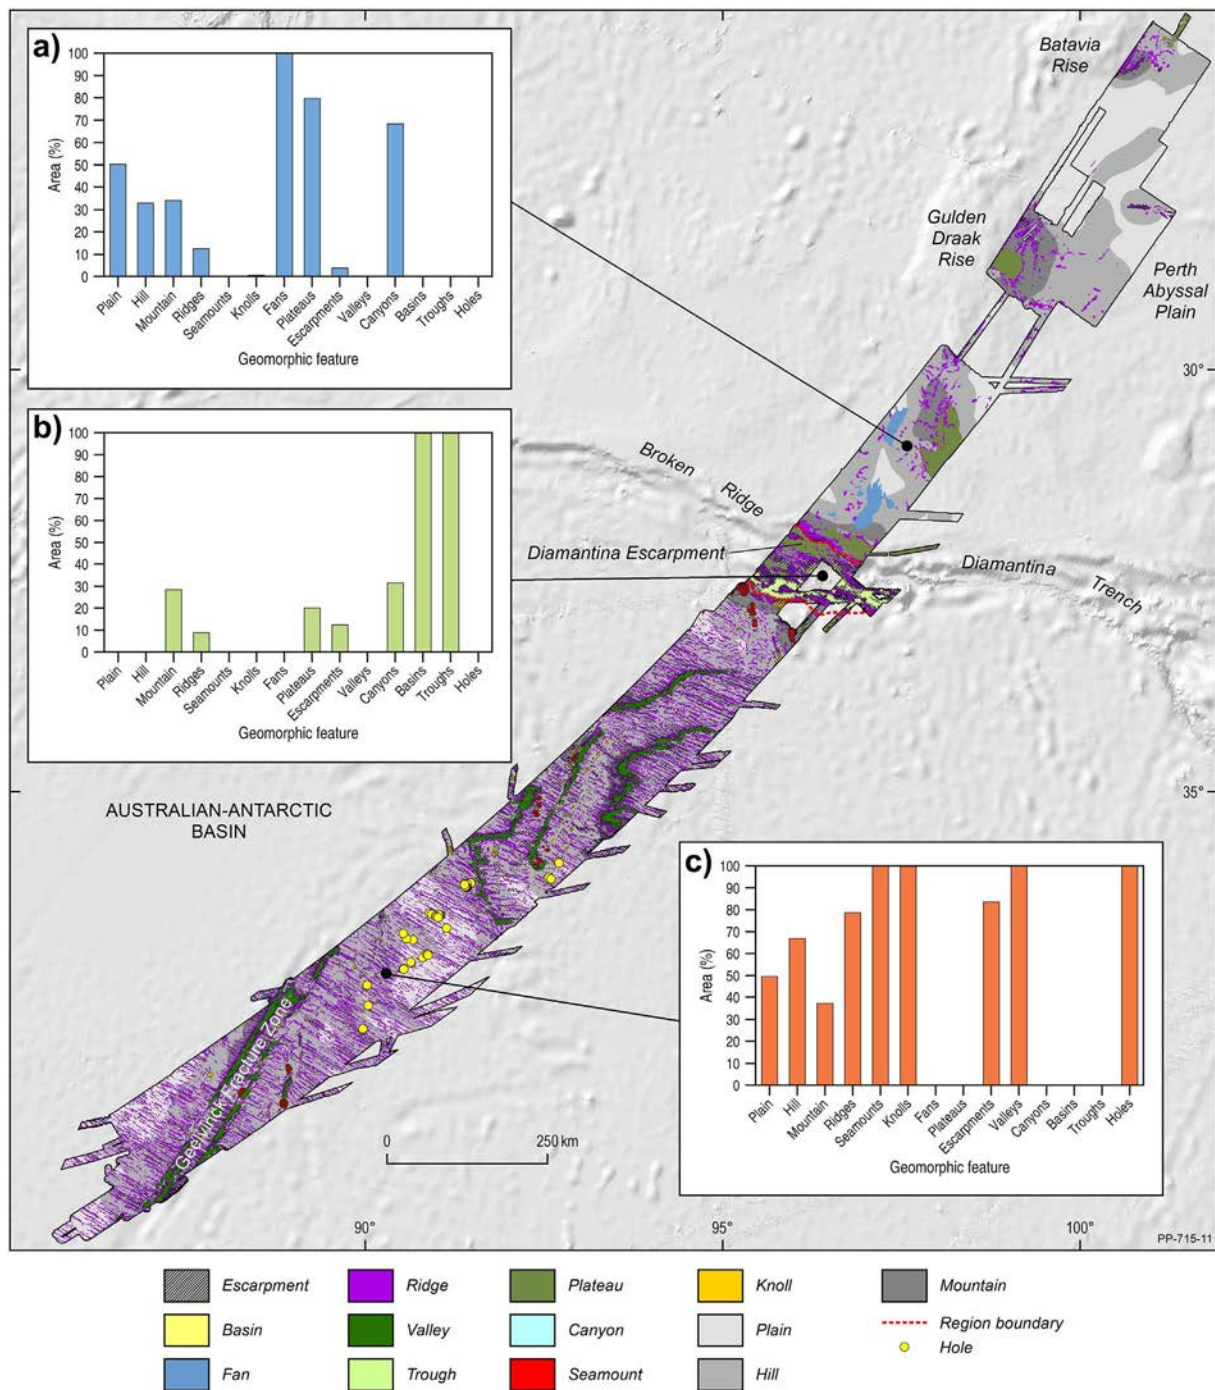 a)
Area (%)
100
90
80
70
60
50
40
30
20
10
0
Plain
Hill
Mountain
Ridges
Seamounts
Knolls
Fans
Plateaus
Escarpments
Valleys
Canyons
Basins
Troughs
Holes
Geomorphic feature
b)
Area (%)
100
90
80
70
60
50
40
30
20
10
0
Plain
Hill
Mountain
Ridges
Seamounts
Knolls
Fans
Plateaus
Escarpments
Valleys
Canyons
Basins
Troughs
Holes
Geomorphic feature
Batavia
Rise
Gulden
Draak
Rise
Perth
Abyssal
Plain
30°
Broken
Ridge
Diamantina Escarpment
Diamantina
Trench
35°
AUSTRALIAN-ANTARCTIC
BASIN
Geelvinck Fracture Zone
c)
Area (%)
100
90
80
70
60
50
40
30
20
10
0
Plain
Hill
Mountain
Ridges
Seamounts
Knolls
Fans
Plateaus
Escarpments
Valleys
Canyons
Basins
Troughs
Holes
Geomorphic feature
0 250 km
90° 95° 100°
PP-715-11
Escarpment Ridge Plateau Knoll Mountain
Basin Valley Canyon Plain Region boundary
Fan Trough Seamount Hill Hole